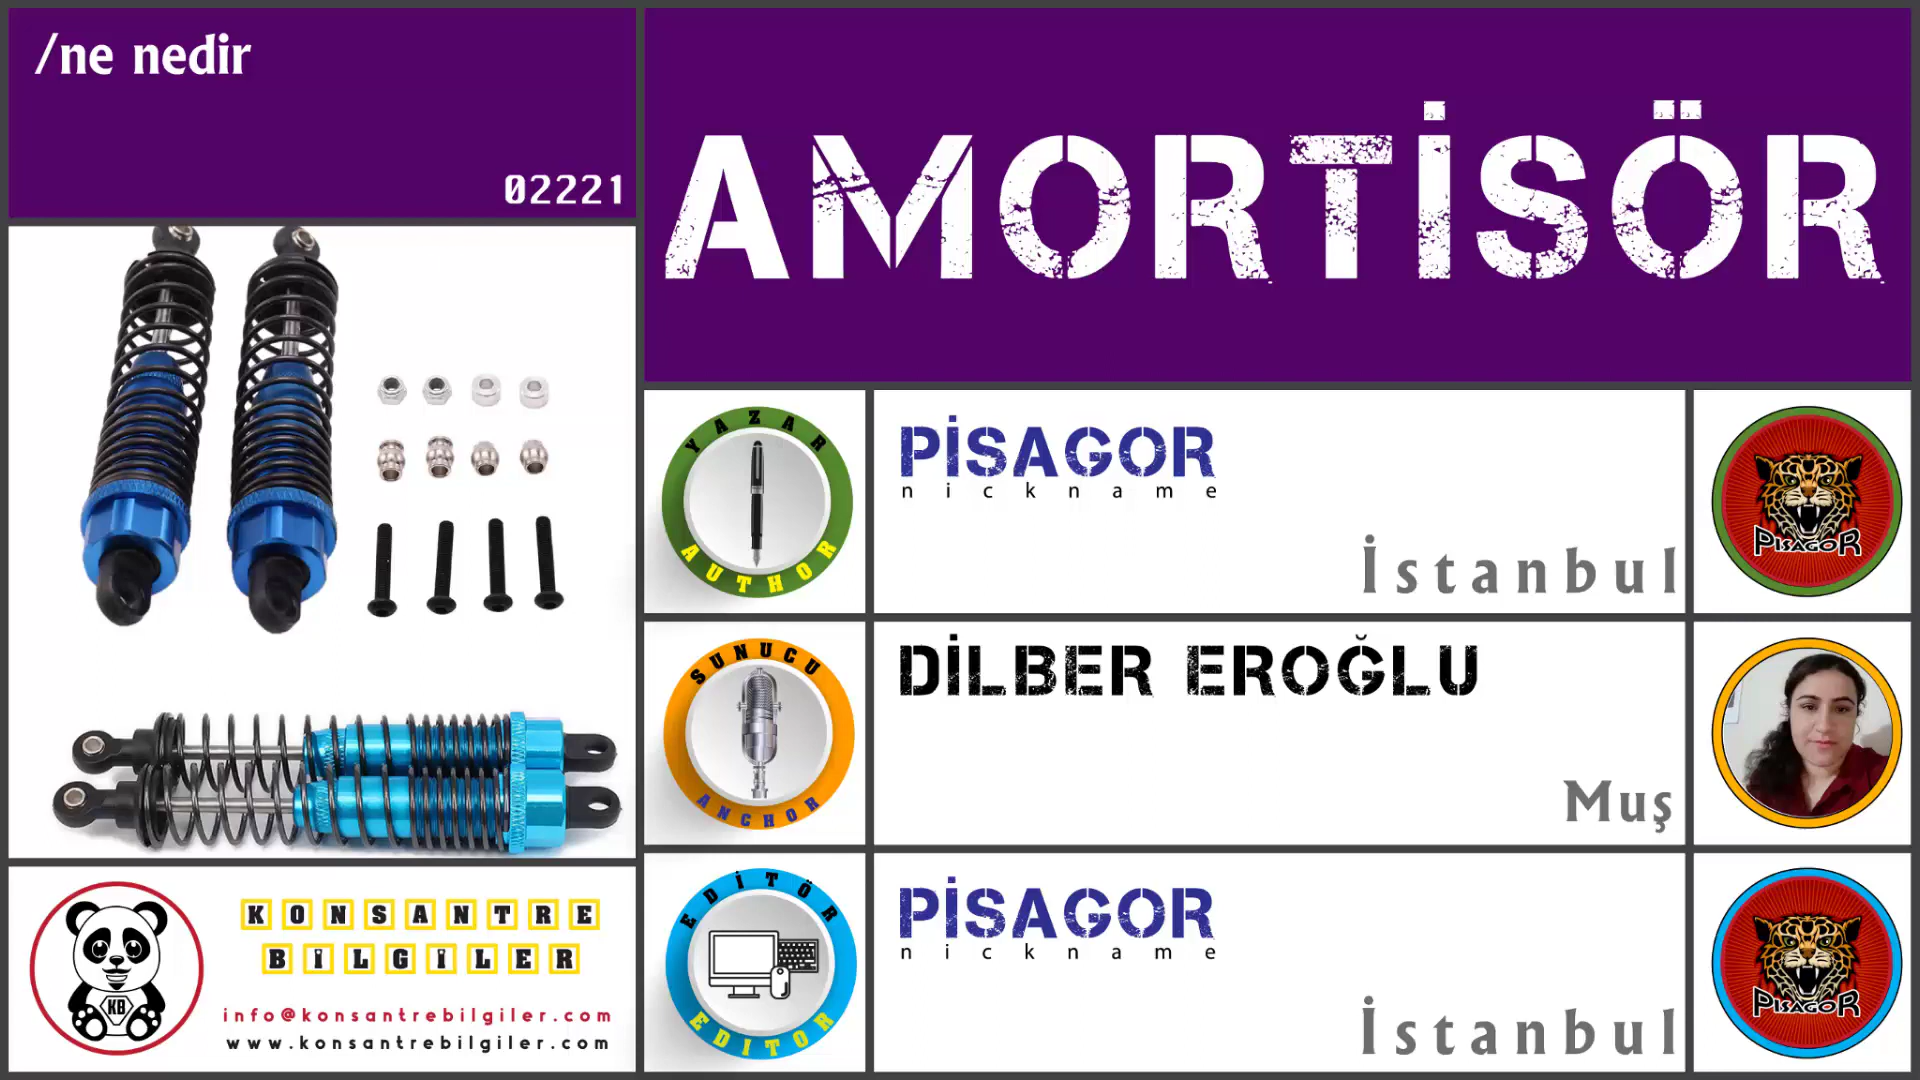 /ne nedir
02221
AMORTİSÖR
YAZAR
AUTHOR
PİSAGOR
nickname
İstanbul
PISAGOR
SUNUCU
ANCHOR
DİLBER EROĞLU
Muş
EDİTÖR
EDITOR
PİSAGOR
nickname
İstanbul
PISAGOR
KB
KONSANTRE
BİLGİLER
info@konsantrebilgiler.com
www.konsantrebilgiler.com